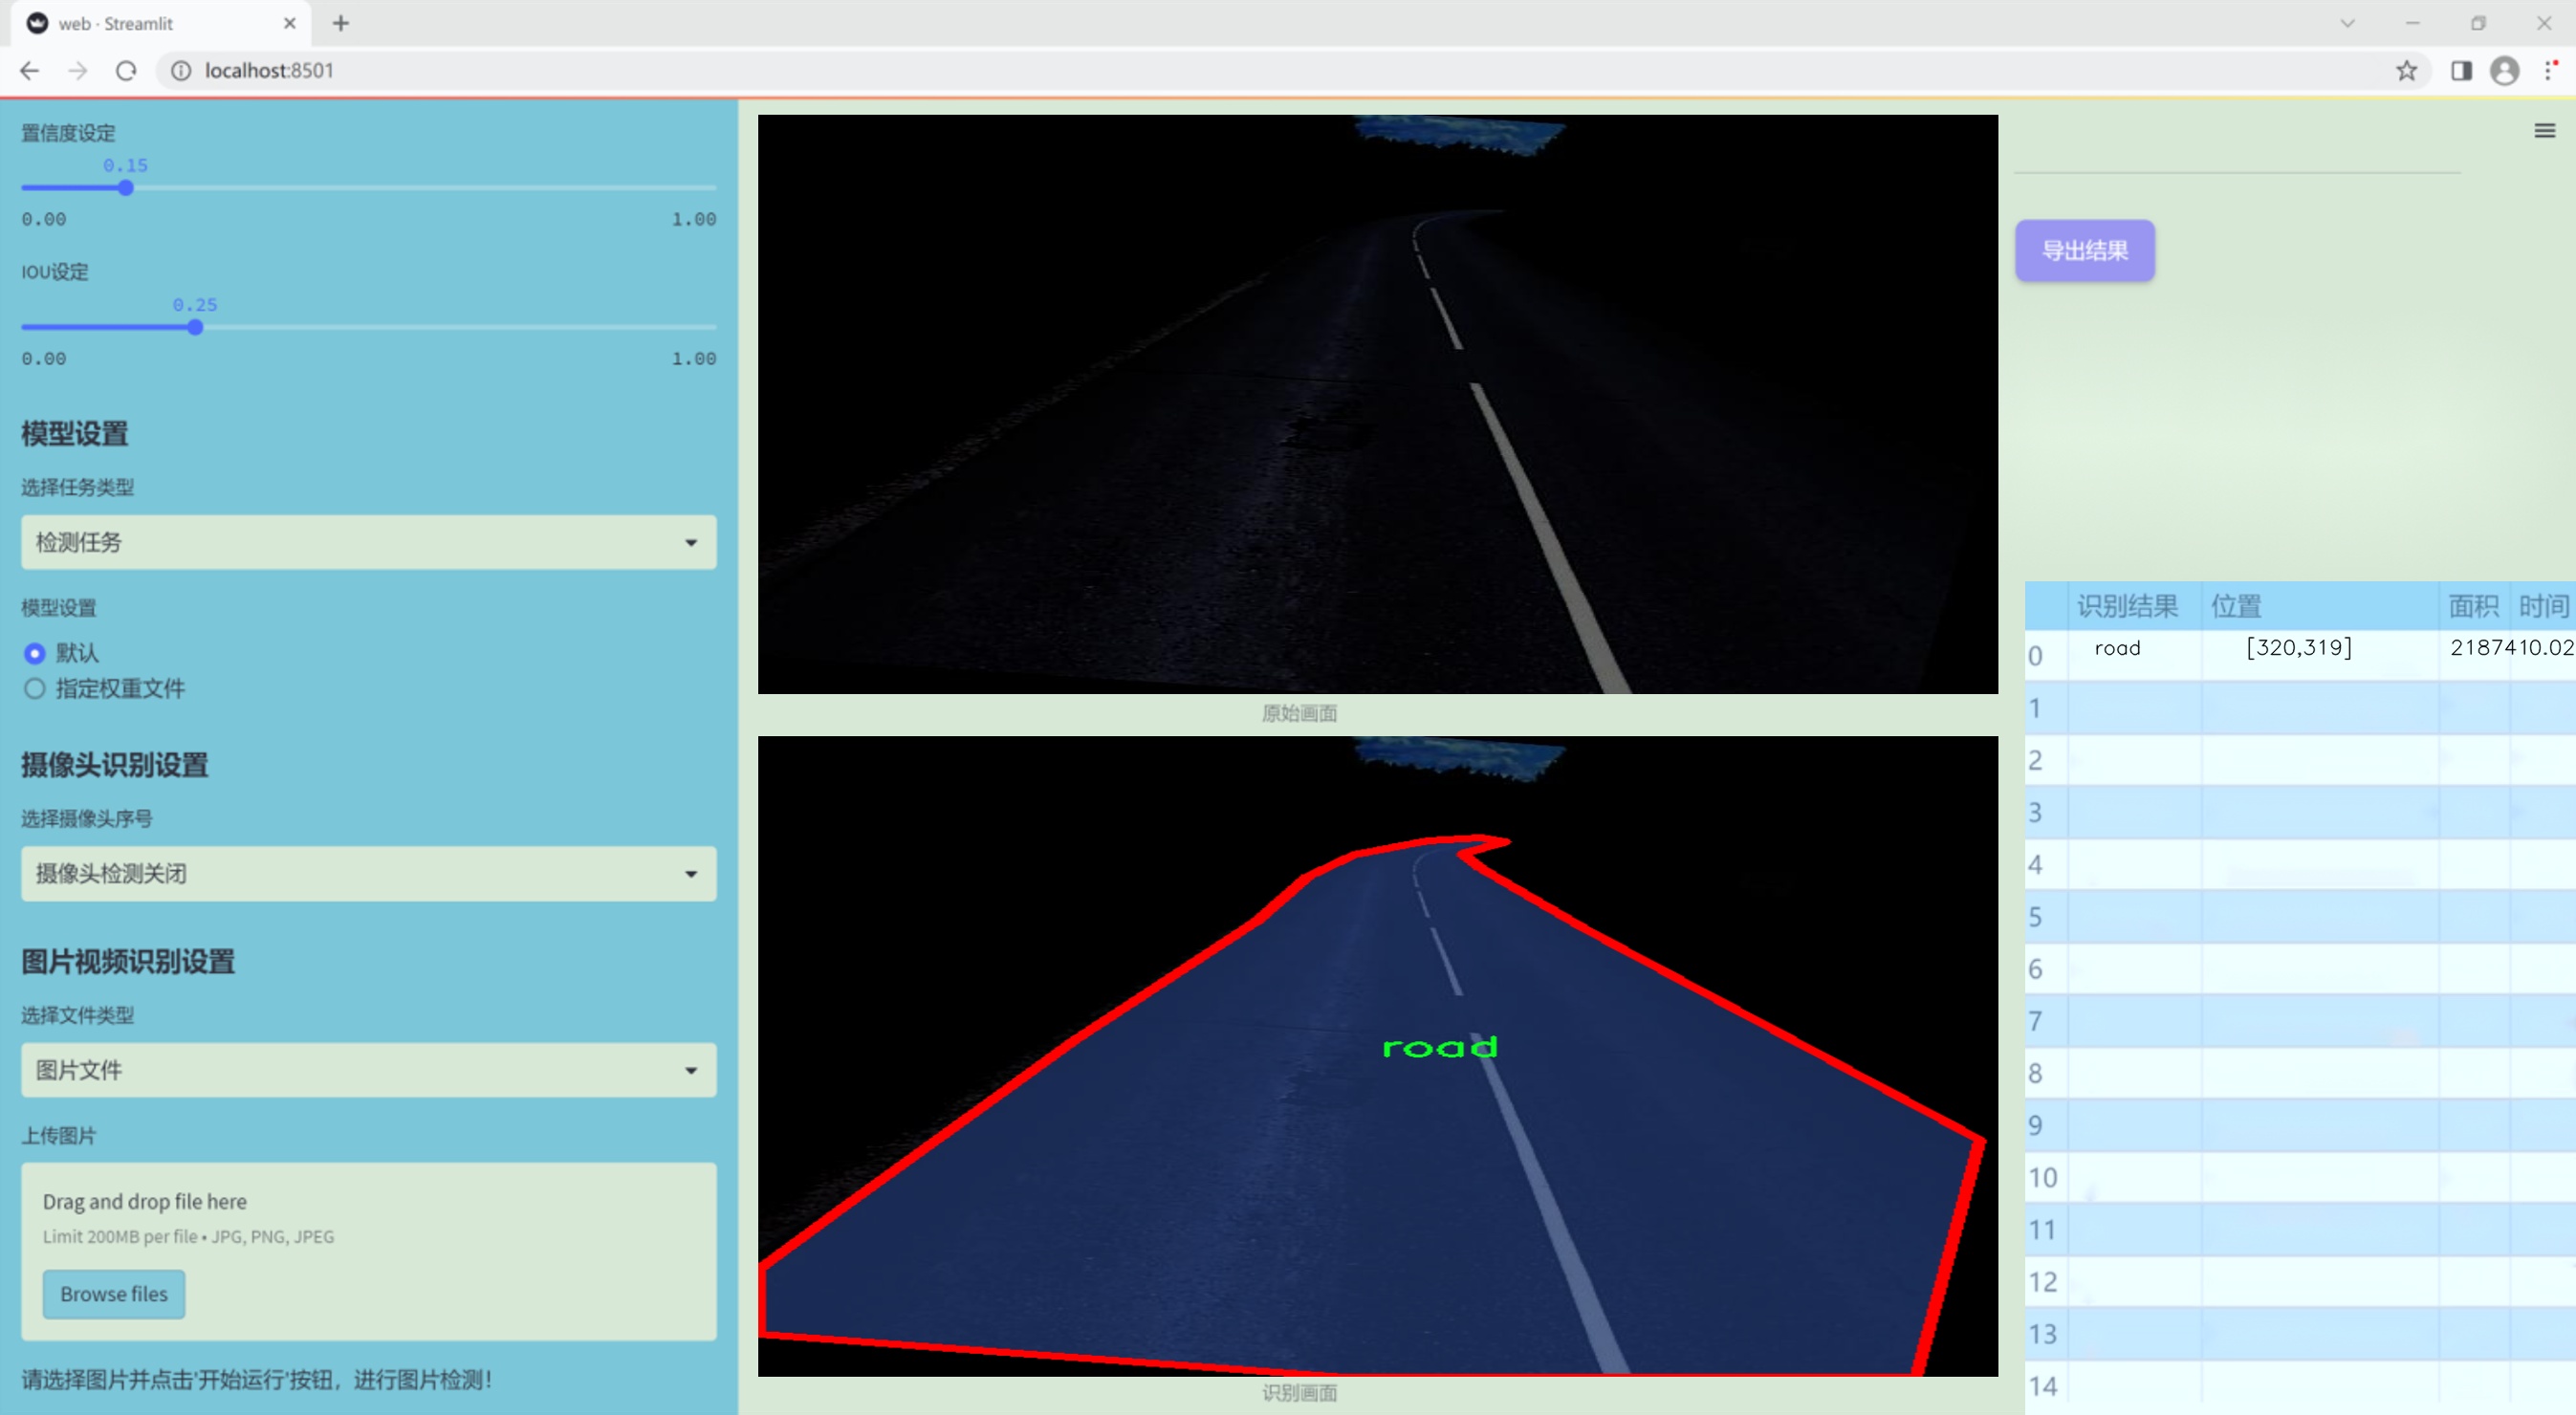 web · Streamlit
localhost:8501
置信度设定
0.15
0.00 1.00
IOU设定
0.25
0.00 1.00
模型设置
选择任务类型
检测任务
模型设置
默认
指定权重文件
摄像头识别设置
选择摄像头序号
摄像头检测关闭
图片视频识别设置
选择文件类型
图片文件
上传图片
Drag and drop file here
Limit 200MB per file • JPG, PNG, JPEG
Browse files
请选择图片并点击'开始运行'按钮，进行图片检测！
原始画面
road
识别画面
导出结果
识别结果 位置 面积 时间
0 road [320,319] 2187410.02
1
2
3
4
5
6
7
8
9
10
11
12
13
14